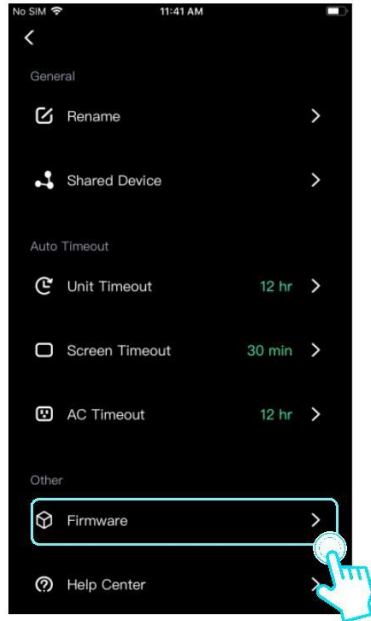 No SIM 11:41 AM
General
Rename
Shared Device
Auto Timeout
Unit Timeout 12 hr
Screen Timeout 30 min
AC Timeout 12 hr
Other
Firmware
Help Center